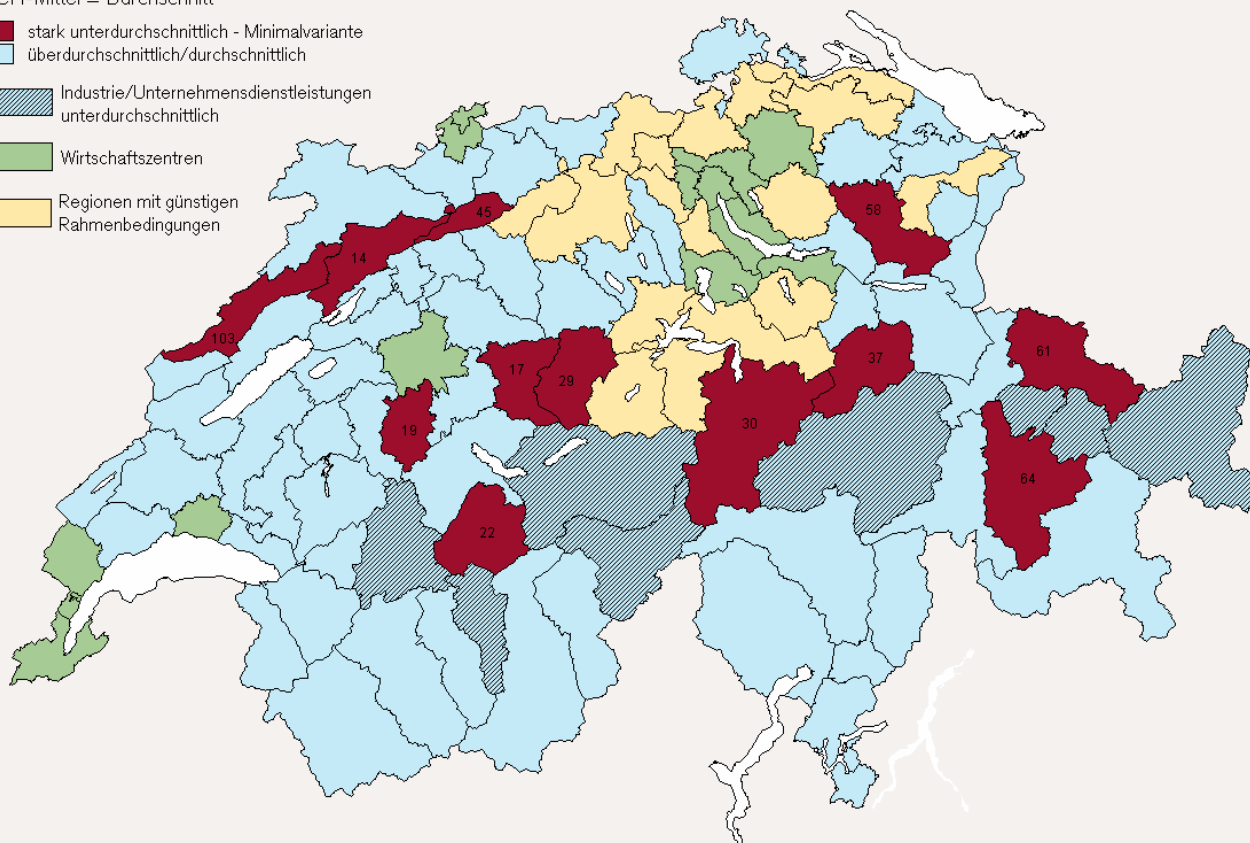 = Durchschnitt
stark unterdurchschnittlich - Minimalvariante
überdurchschnittlich/durchschnittlich
Industrie/Unternehmensdienstleistungen
unterdurchschnittlich
Wirtschaftszentren
Regionen mit günstigen
Rahmenbedingungen
45
58
14
103
37
61
17
29
30
19
64
22